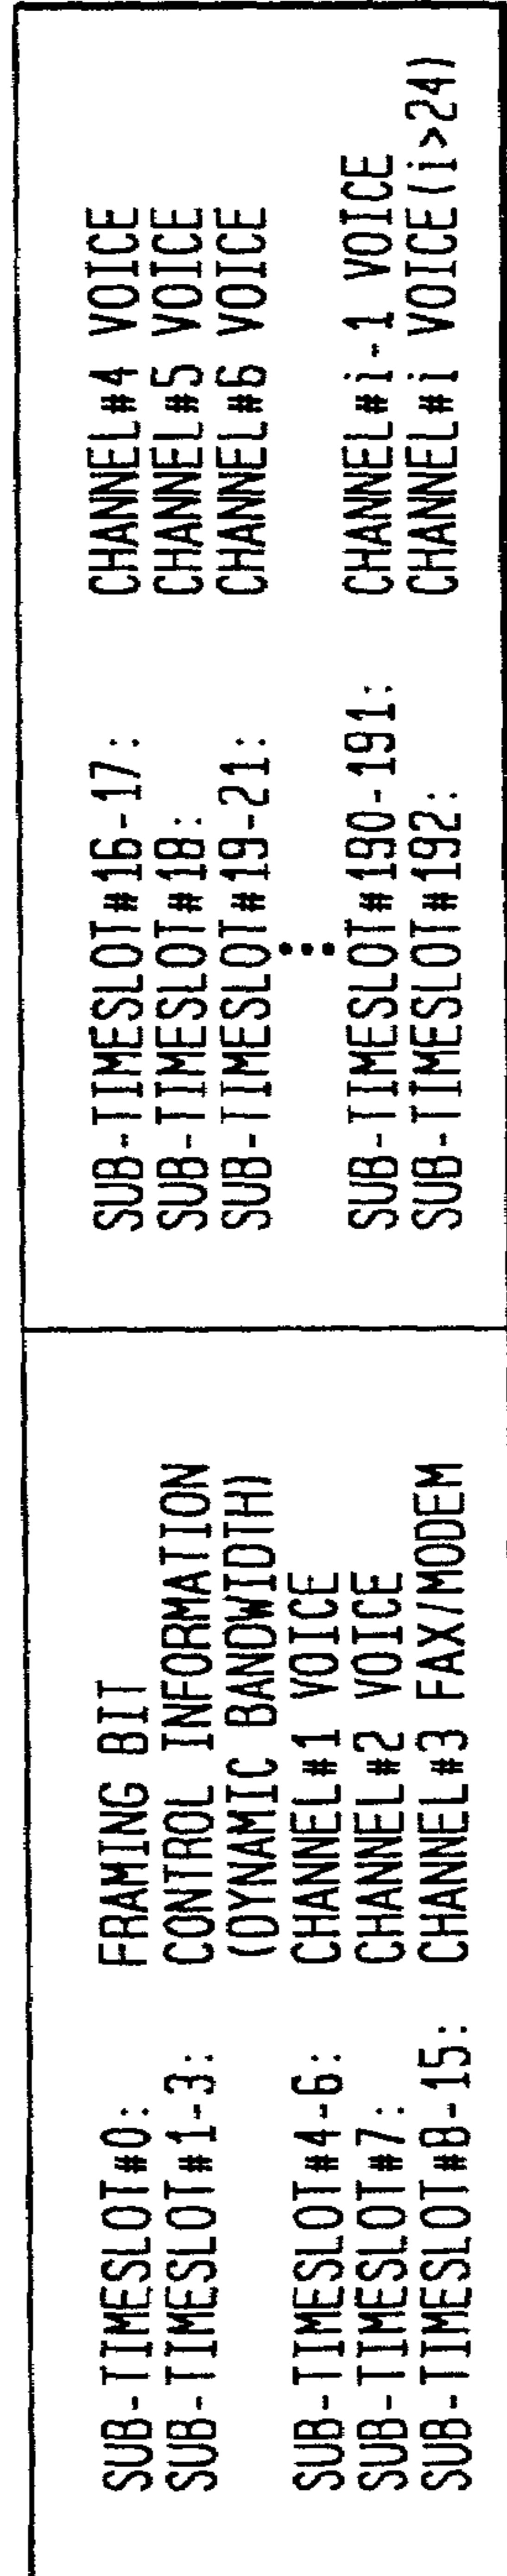 SUB-TIMESLOT#0: FRAMING BIT
SUB-TIMESLOT#1-3: CONTROL INFORMATION
(DYNAMIC BANDWIDTH)
SUB-TIMESLOT#4-6: CHANNEL#1 VOICE
SUB-TIMESLOT#7: CHANNEL#2 VOICE
SUB-TIMESLOT#8-15: CHANNEL#3 FAX/MODEM
SUB-TIMESLOT#16-17: CHANNEL#4 VOICE
SUB-TIMESLOT#18: CHANNEL#5 VOICE
SUB-TIMESLOT#19-21: CHANNEL#6 VOICE
SUB-TIMESLOT#190-191: CHANNEL#i-1 VOICE
SUB-TIMESLOT#192: CHANNEL#i VOICE(i>24)